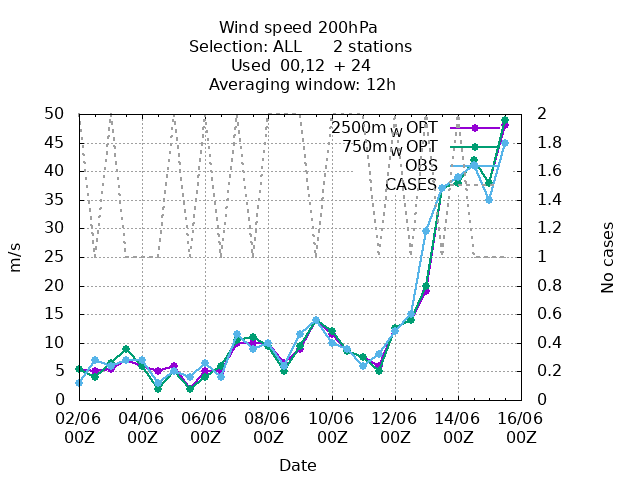 Wind speed 200hPa
Selection: ALL 2 stations
Used 00,12 + 24
Averaging window: 12h
50 2
2500m W OPT
45 1.8
750m W OPT
40 OBS 1.6
35 CASES 1.4
30 1.2
25 1
20 0.8
15 0.6
10 0.4
5 0.2
0 0
m/s
No cases
02/06 04/06 06/06 08/06 10/06 12/06 14/06 16/06
00Z 00Z 00Z 00Z 00Z 00Z 00Z 00Z
Date